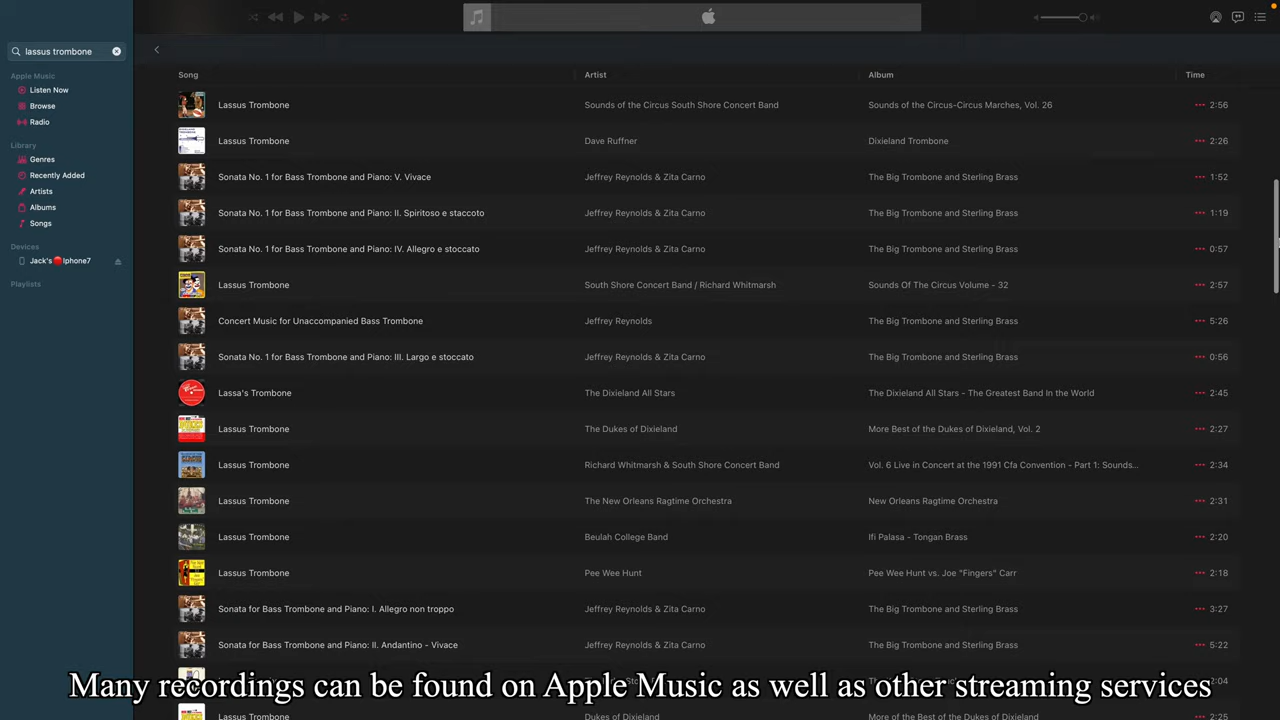 lassus trombone
Apple Music
Listen Now
Browse
Radio
Library
Genres
Recently Added
Artists
Albums
Songs
Devices
Jack's🔴Iphone7
Playlists
Song Artist Album Time
Lassus Trombone Sounds of the Circus South Shore Concert Band Sounds of the Circus-Circus Marches, Vol. 26 ••• 2:56
Lassus Trombone Dave Ruffner Dixieland Trombone ••• 2:26
Sonata No. 1 for Bass Trombone and Piano: V. Vivace Jeffrey Reynolds & Zita Carno The Big Trombone and Sterling Brass ••• 1:52
Sonata No. 1 for Bass Trombone and Piano: II. Spiritoso e staccato Jeffrey Reynolds & Zita Carno The Big Trombone and Sterling Brass ••• 1:19
Sonata No. 1 for Bass Trombone and Piano: IV. Allegro e stoccato Jeffrey Reynolds & Zita Carno The Big Trombone and Sterling Brass ••• 0:57
Lassus Trombone South Shore Concert Band / Richard Whitmarsh Sounds Of The Circus Volume - 32 ••• 2:57
Concert Music for Unaccompanied Bass Trombone Jeffrey Reynolds The Big Trombone and Sterling Brass ••• 5:26
Sonata No. 1 for Bass Trombone and Piano: III. Largo e stoccato Jeffrey Reynolds & Zita Carno The Big Trombone and Sterling Brass ••• 0:56
Lassa's Trombone The Dixieland All Stars The Dixieland All Stars - The Greatest Band In the World ••• 2:45
Lassus Trombone The Dukes of Dixieland More Best of the Dukes of Dixieland, Vol. 2 ••• 2:27
Lassus Trombone Richard Whitmarsh & South Shore Concert Band Vol. 6 Live in Concert at the 1991 Cfa Convention - Part 1: Sounds... ••• 2:34
Lassus Trombone The New Orleans Ragtime Orchestra New Orleans Ragtime Orchestra ••• 2:31
Lassus Trombone Beulah College Band Ifi Palasa - Tongan Brass ••• 2:20
Lassus Trombone Pee Wee Hunt Pee Wee Hunt vs. Joe "Fingers" Carr ••• 2:18
Sonata for Bass Trombone and Piano: I. Allegro non troppo Jeffrey Reynolds & Zita Carno The Big Trombone and Sterling Brass ••• 3:27
Sonata for Bass Trombone and Piano: II. Andantino - Vivace Jeffrey Reynolds & Zita Carno The Big Trombone and Sterling Brass ••• 5:22
2:04
Many recordings can be found on Apple Music as well as other streaming services
Lassus Trombone Dukes of Dixieland More of the Best of the Dukes of Dixieland ••• 2:25